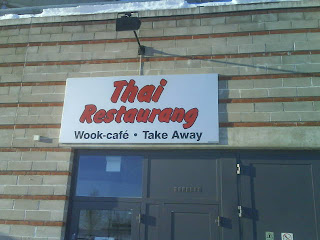 Thai
Restaurang
Wook-café • Take Away